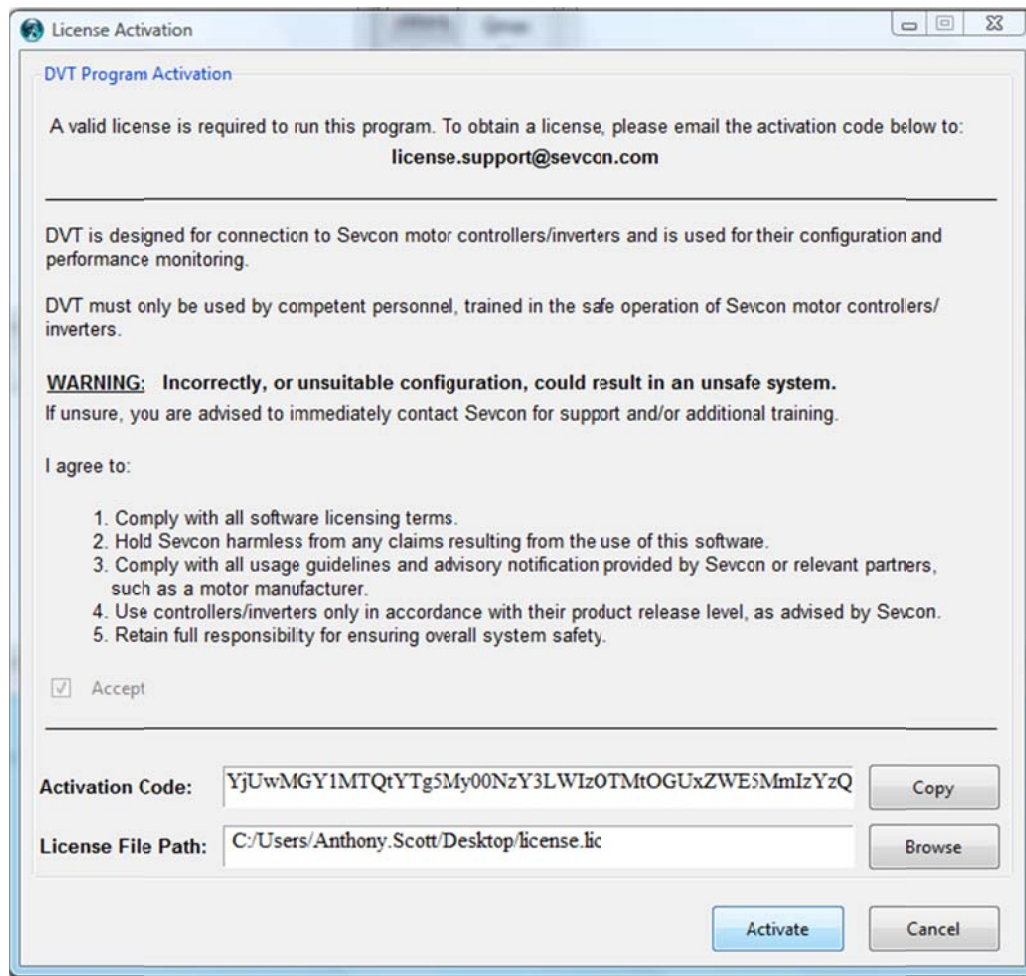 License Activation
DVT Program Activation
A valid license is required to run this program. To obtain a license, please email the activation code below to:
license.support@sevcon.com
DVT is designed for connection to Sevcon motor controllers/inverters and is used for their configuration and
performance monitoring.
DVT must only be used by competent personnel, trained in the safe operation of Sevcon motor controllers/
inverters.
WARNING: Incorrectly, or unsuitable configuration, could result in an unsafe system.
If unsure, you are advised to immediately contact Sevcon for support and/or additional training.
I agree to:
1. Comply with all software licensing terms.
2. Hold Sevcon harmless from any claims resulting from the use of this software.
3. Comply with all usage guidelines and advisory notification provided by Sevcon or relevant partners,
such as a motor manufacturer.
4. Use controllers/inverters only in accordance with their product release level, as advised by Sevcon.
5. Retain full responsibility for ensuring overall system safety.
Accept
Activation Code: YjUwMGY1MTQtYTg5My00NzY3LWIz0TMtOGUxZWE5MmIzYzQ Copy
License File Path: C:/Users/Anthony.Scott/Desktop/license.lic Browse
Activate Cancel